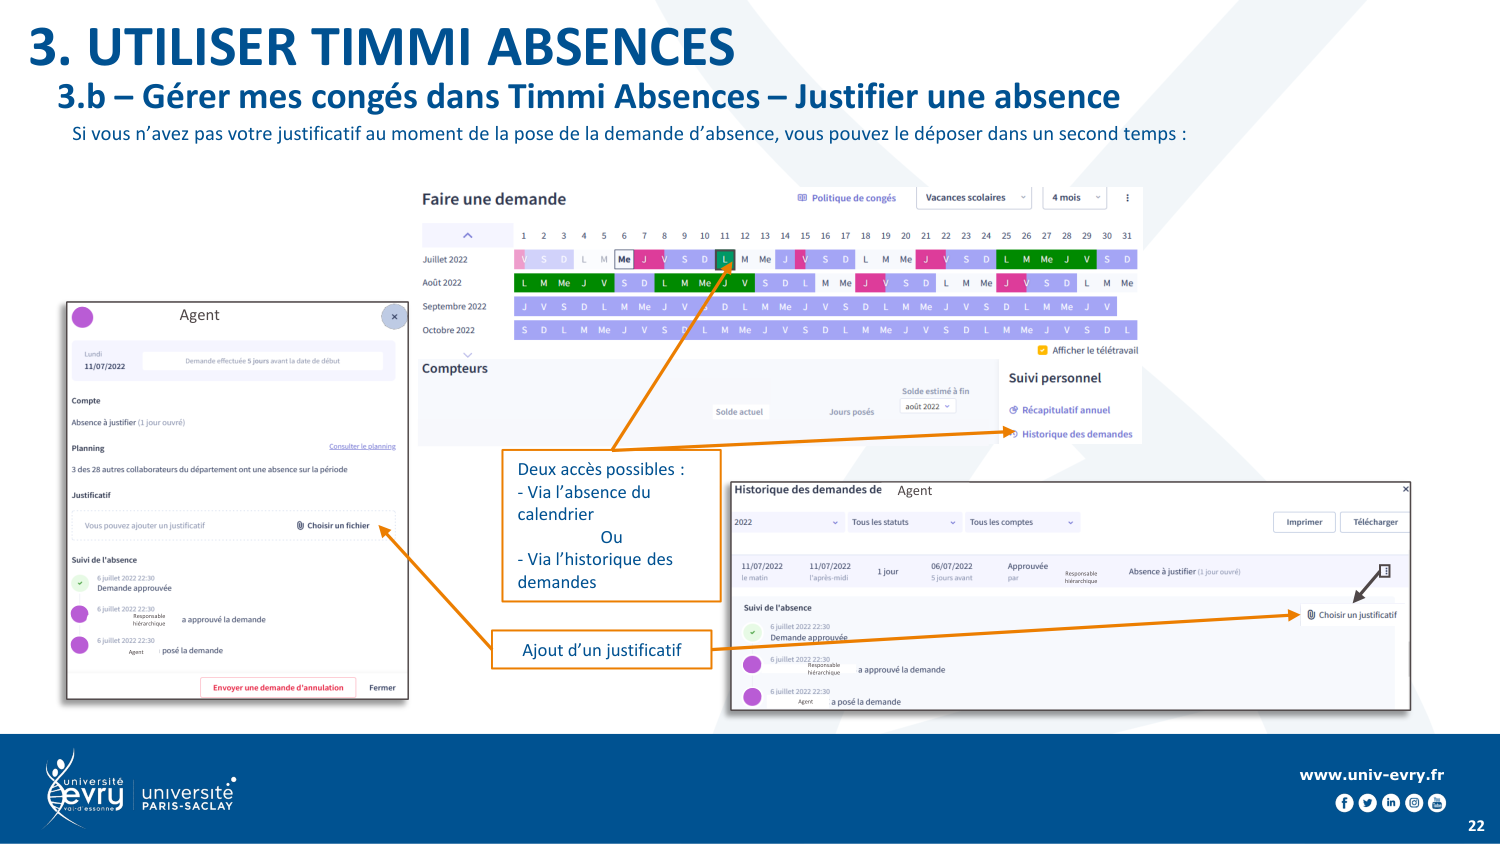 3. UTILISER TIMMI ABSENCES
3.b – Gérer mes congés dans Timmi Absences – Justifier une absence
Si vous n’avez pas votre justificatif au moment de la pose de la demande d’absence, vous pouvez le déposer dans un second temps :
Faire une demande
Politique de congés
Vacances scolaires
4 mois
1 2 3 4 5 6 7 8 9 10 11 12 13 14 15 16 17 18 19 20 21 22 23 24 25 26 27 28 29 30 31
Juillet 2022 V S D L M Me J V S D L M Me J V S D L M Me J V S D L M Me J V S D
Août 2022 L M Me J V S D L M Me J V S D L M Me J V S D L M Me J V S D L M Me
Septembre 2022 J V S D L M Me J V S D L M Me J V S D L M Me J V S D L M Me J V
Octobre 2022 S D L M Me J V S D L M Me J V S D L M Me J V S D L M Me J V S D L
Afficher le télétravail
Compteurs
Solde actuel
Jours posés
Solde estimé à fin
août 2022
Suivi personnel
Récapitulatif annuel
Historique des demandes
Agent
×
Lundi
11/07/2022
Demande effectuée 5 jours avant la date de début
Compte
Absence à justifier (1 jour ouvré)
Planning
Consulter le planning
3 des 28 autres collaborateurs du département ont une absence sur la période
Justificatif
Vous pouvez ajouter un justificatif
Choisir un fichier
Suivi de l'absence
6 juillet 2022 22:30
Demande approuvée
6 juillet 2022 22:30
Responsable
hiérarchique
a approuvé la demande
6 juillet 2022 22:30
Agent
posé la demande
Envoyer une demande d'annulation
Fermer
Deux accès possibles :
- Via l’absence du
calendrier
Ou
- Via l’historique des
demandes
Ajout d’un justificatif
Historique des demandes de Agent
×
2022
Tous les statuts
Tous les comptes
Imprimer
Télécharger
11/07/2022
le matin
11/07/2022
l'après-midi
1 jour
06/07/2022
5 jours avant
Approuvée
par
Responsable
hiérarchique
Absence à justifier (1 jour ouvré)
Suivi de l'absence
Choisir un justificatif
6 juillet 2022 22:30
Demande approuvée
6 juillet 2022 22:30
Responsable
hiérarchique
a approuvé la demande
6 juillet 2022 22:30
Agent
a posé la demande
université
evry
val-d'essonne
université
PARIS-SACLAY
www.univ-evry.fr
22